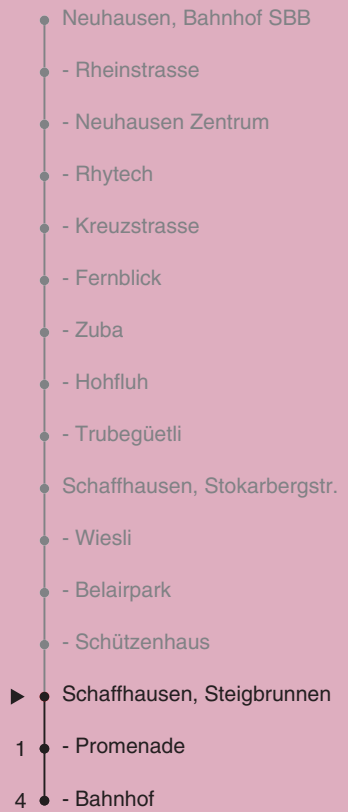 Neuhausen, Bahnhof SBB
- Rheinstrasse
- Neuhausen Zentrum
- Rhytech
- Kreuzstrasse
- Fernblick
- Zuba
- Hohfluh
- Trubegüetli
Schaffhausen, Stokarbergstr.
- Wiesli
- Belairpark
- Schützenhaus
Schaffhausen, Steigbrunnen
1 - Promenade
4 - Bahnhof